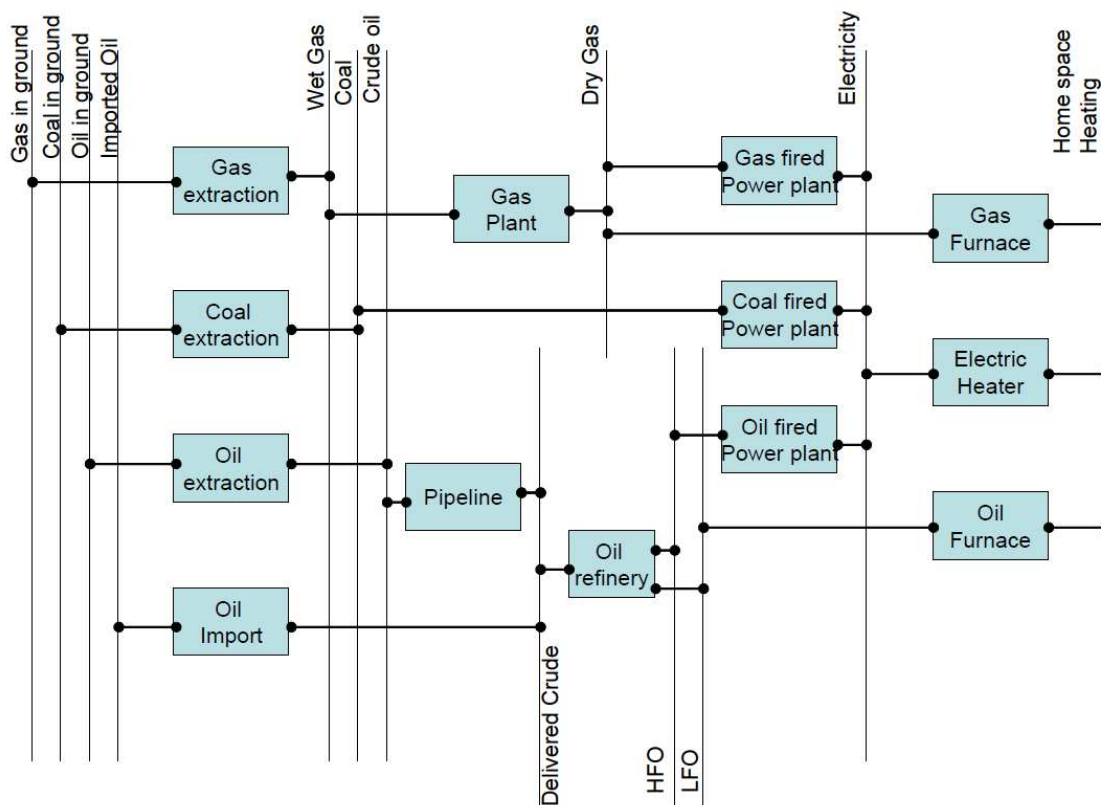 Gas in ground
Coal in ground
Oil in ground
Imported Oil
Wet Gas
Coal
Crude oil
Dry Gas
Electricity
Home space
Heating
Gas
extraction
Gas
Plant
Gas fired
Power plant
Gas
Furnace
Coal
extraction
Coal fired
Power plant
Electric
Heater
Oil
extraction
Pipeline
Oil fired
Power plant
Oil
refinery
Oil
Furnace
Oil
Import
Delivered Crude
HFO
LFO